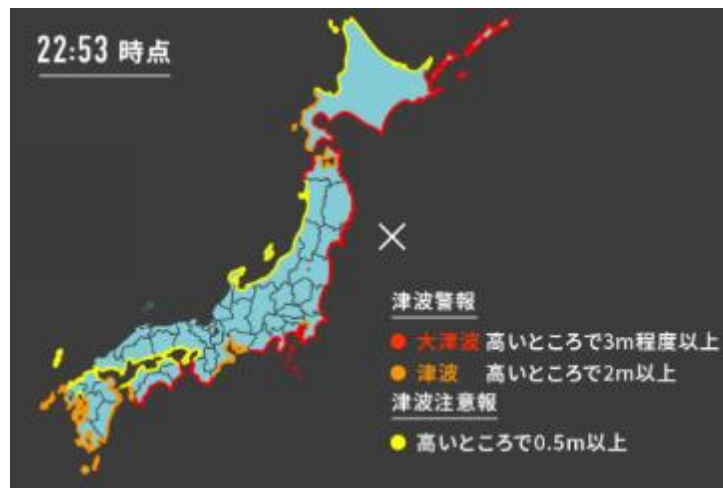 22:53 時点
津波警報
大津波 高いところで3m程度以上
津波 高いところで2m以上
津波注意報
高いところで0.5m以上